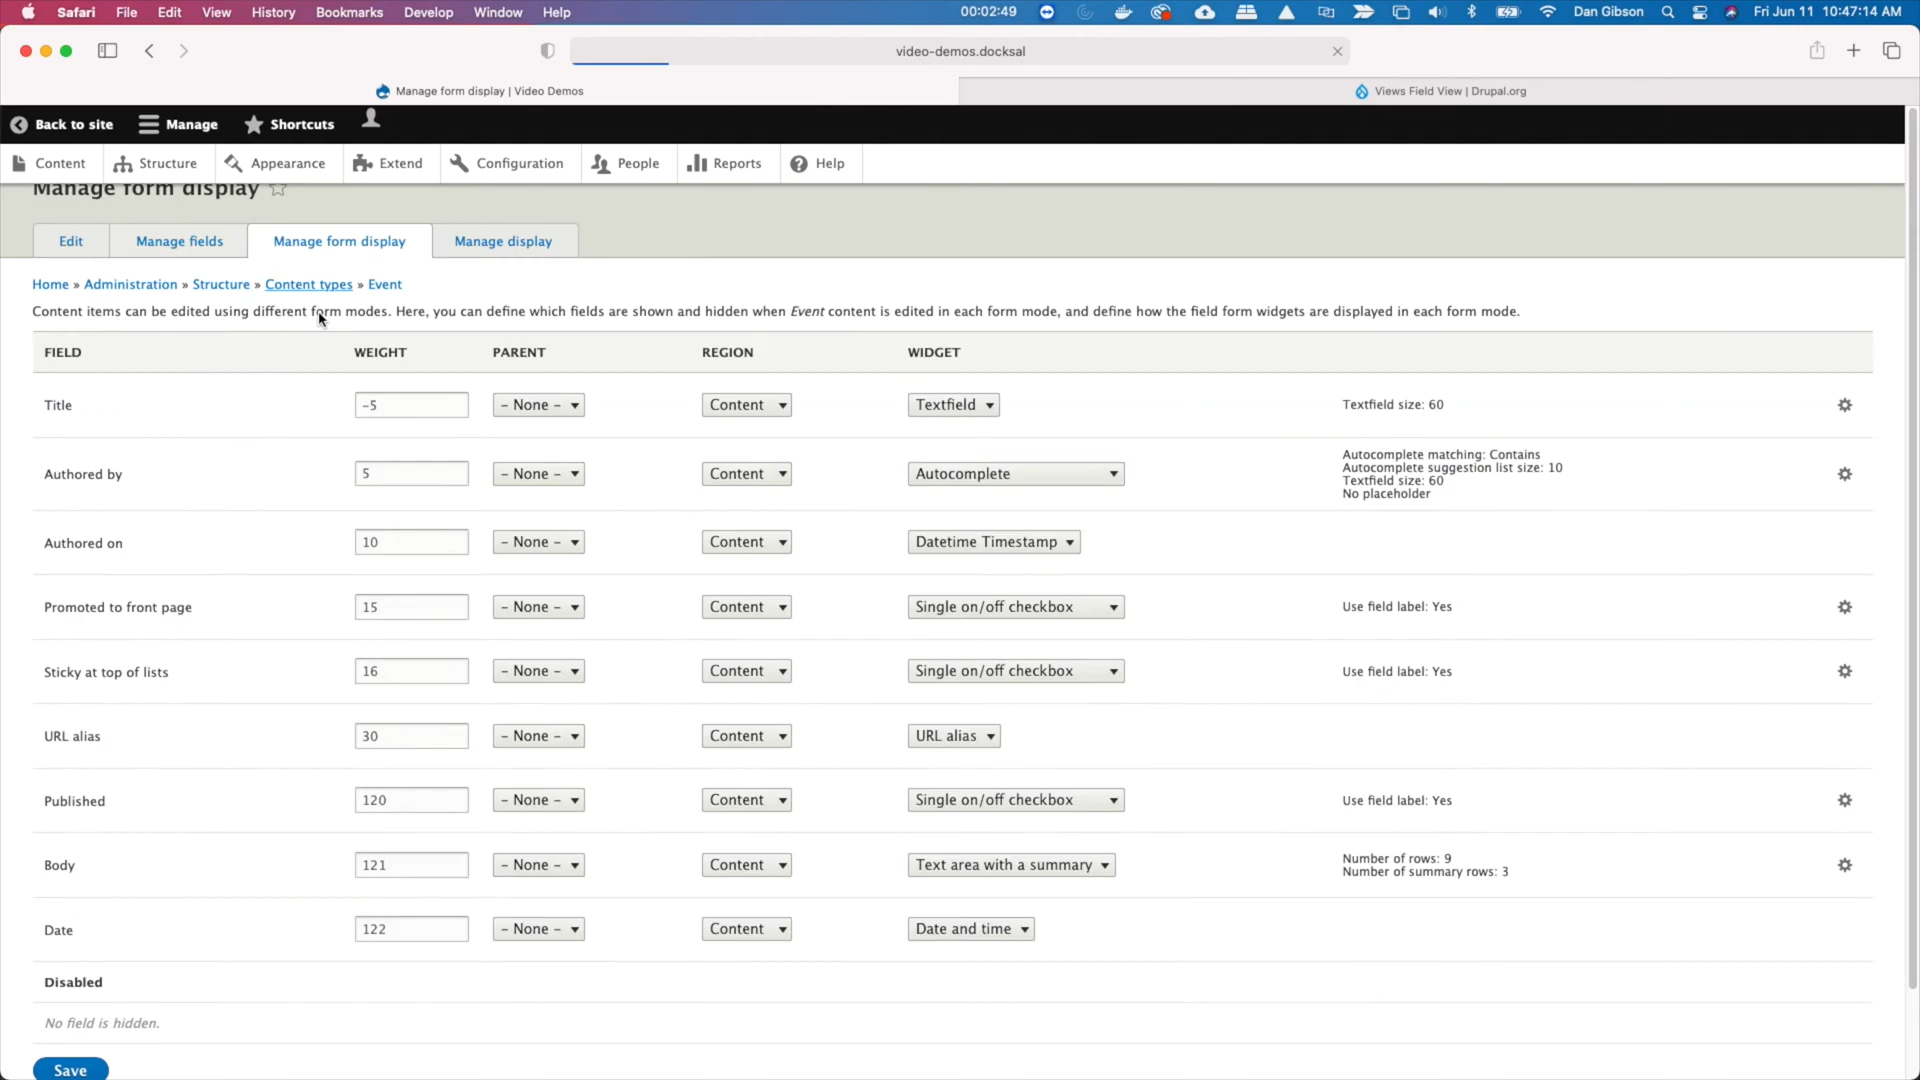 Safari File Edit View History Bookmarks Develop Window Help 00:02:49 Dan Gibson Fri Jun 11 10:47:14 AM
video-demos.docksal
Manage form display | Video Demos Views Field View | Drupal.org
Back to site Manage Shortcuts
Content Structure Appearance Extend Configuration People Reports Help
Manage form display
Edit Manage fields Manage form display Manage display
Home » Administration » Structure » Content types » Event
Content items can be edited using different form modes. Here, you can define which fields are shown and hidden when Event content is edited in each form mode, and define how the field form widgets are displayed in each form mode.
FIELD WEIGHT PARENT REGION WIDGET
Title -5 - None - Content Textfield Textfield size: 60
Authored by 5 - None - Content Autocomplete Autocomplete matching: Contains
Autocomplete suggestion list size: 10
Textfield size: 60
No placeholder
Authored on 10 - None - Content Datetime Timestamp
Promoted to front page 15 - None - Content Single on/off checkbox Use field label: Yes
Sticky at top of lists 16 - None - Content Single on/off checkbox Use field label: Yes
URL alias 30 - None - Content URL alias
Published 120 - None - Content Single on/off checkbox Use field label: Yes
Body 121 - None - Content Text area with a summary Number of rows: 9
Number of summary rows: 3
Date 122 - None - Content Date and time
Disabled
No field is hidden.
Save